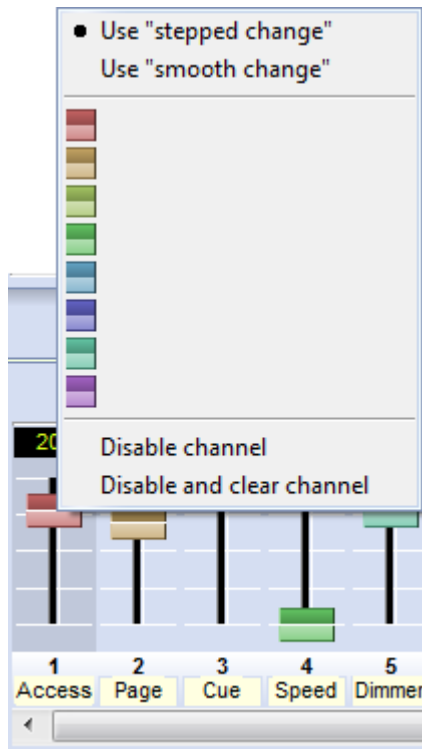 Use "stepped change"
Use "smooth change"
Disable channel
Disable and clear channel
20
1 2 3 4 5
Access Page Cue Speed Dimmer